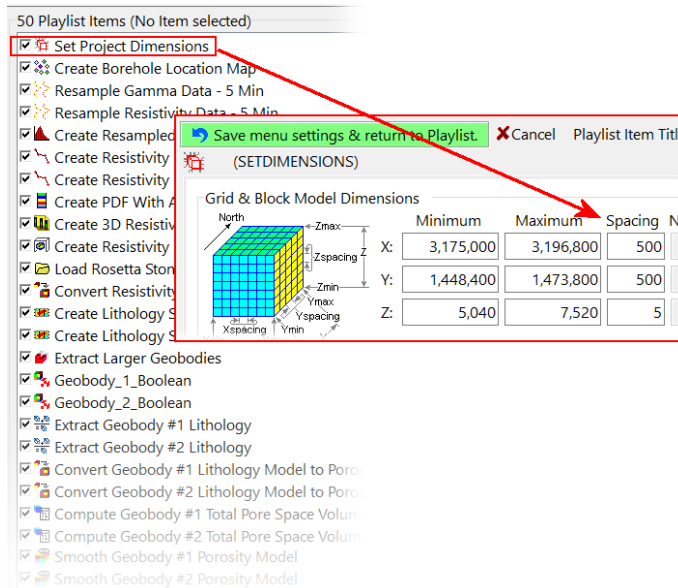 50 Playlist Items (No Item selected)
Set Project Dimensions
Create Borehole Location Map
Resample Gamma Data - 5 Min
Resample Resistivity Data - 5 Min
Create Resampled
Create Resistivity
Create Resistivity
Create PDF With A
Create 3D Resistiv
Create Resistivity
Load Rosetta Ston
Convert Resistivity
Create Lithology S
Create Lithology S
Extract Larger Geobodies
Geobody_1_Boolean
Geobody_2_Boolean
Extract Geobody #1 Lithology
Extract Geobody #2 Lithology
Convert Geobody #1 Lithology Model to Poro
Convert Geobody #2 Lithology Model to Poro
Compute Geobody #1 Total Pore Space Volum
Compute Geobody #2 Total Pore Space Volum
Smooth Geobody #1 Porosity Model
Smooth Geobody #2 Porosity Model
Save menu settings & return to Playlist. Cancel Playlist Item Titl
(SETDIMENSIONS)
Grid & Block Model Dimensions
North
Zmax
Zspacing
Z
Zmin
Ymax
Yspacing
Xspacing
Ymin
Minimum Maximum Spacing N
X: 3,175,000 3,196,800 500
Y: 1,448,400 1,473,800 500
Z: 5,040 7,520 5